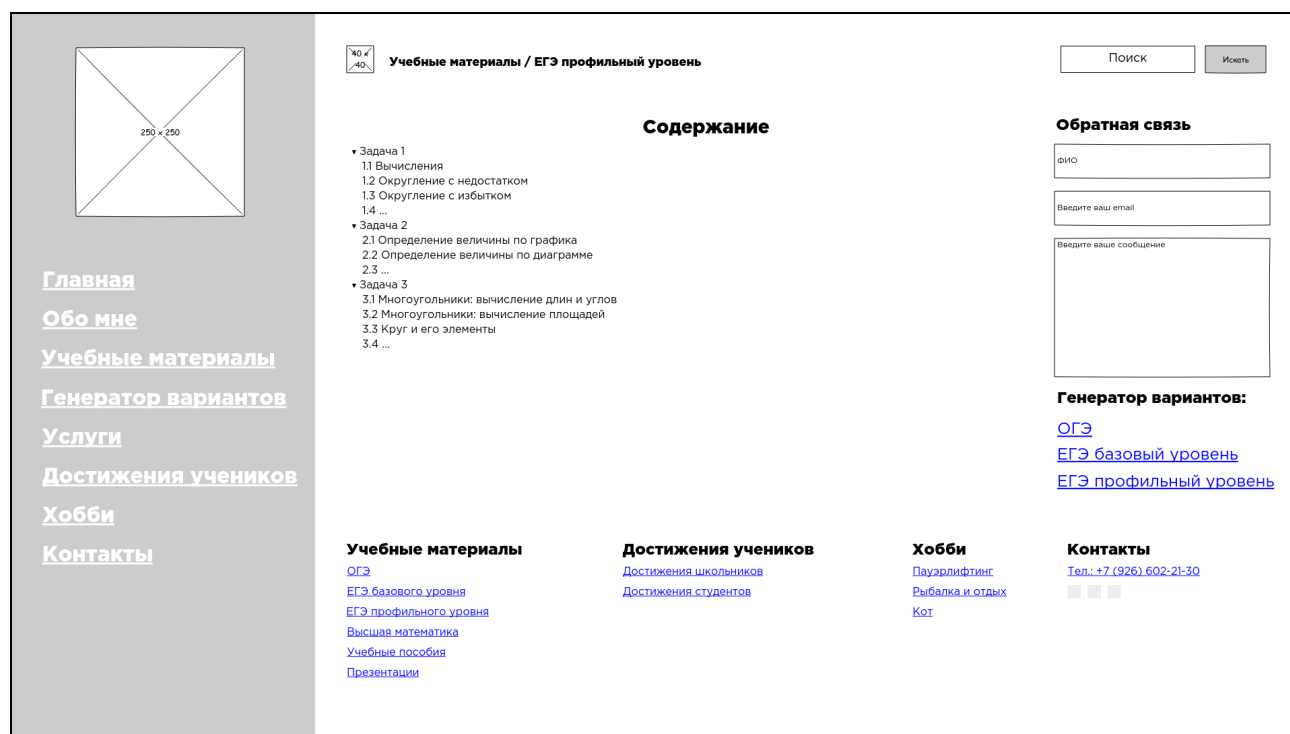 250 x 250
Главная
Обо мне
Учебные материалы
Генератор вариантов
Услуги
Достижения учеников
Хобби
Контакты
40 x
40
Учебные материалы / ЕГЭ профильный уровень
Поиск
Искать
Содержание
▾ Задача 1
1.1 Вычисления
1.2 Округление с недостатком
1.3 Округление с избытком
1.4 ...
▾ Задача 2
2.1 Определение величины по графика
2.2 Определение величины по диаграмме
2.3 ...
▾ Задача 3
3.1 Многоугольники: вычисление длин и углов
3.2 Многоугольники: вычисление площадей
3.3 Круг и его элементы
3.4 ...
Обратная связь
ФИО
Введите ваш email
Введите ваше сообщение
Генератор вариантов:
ОГЭ
ЕГЭ базовый уровень
ЕГЭ профильный уровень
Учебные материалы
ОГЭ
ЕГЭ базового уровня
ЕГЭ профильного уровня
Высшая математика
Учебные пособия
Презентации
Достижения учеников
Достижения школьников
Достижения студентов
Хобби
Пауэрлифтинг
Рыбалка и отдых
Кот
Контакты
Тел.: +7 (926) 602-21-30